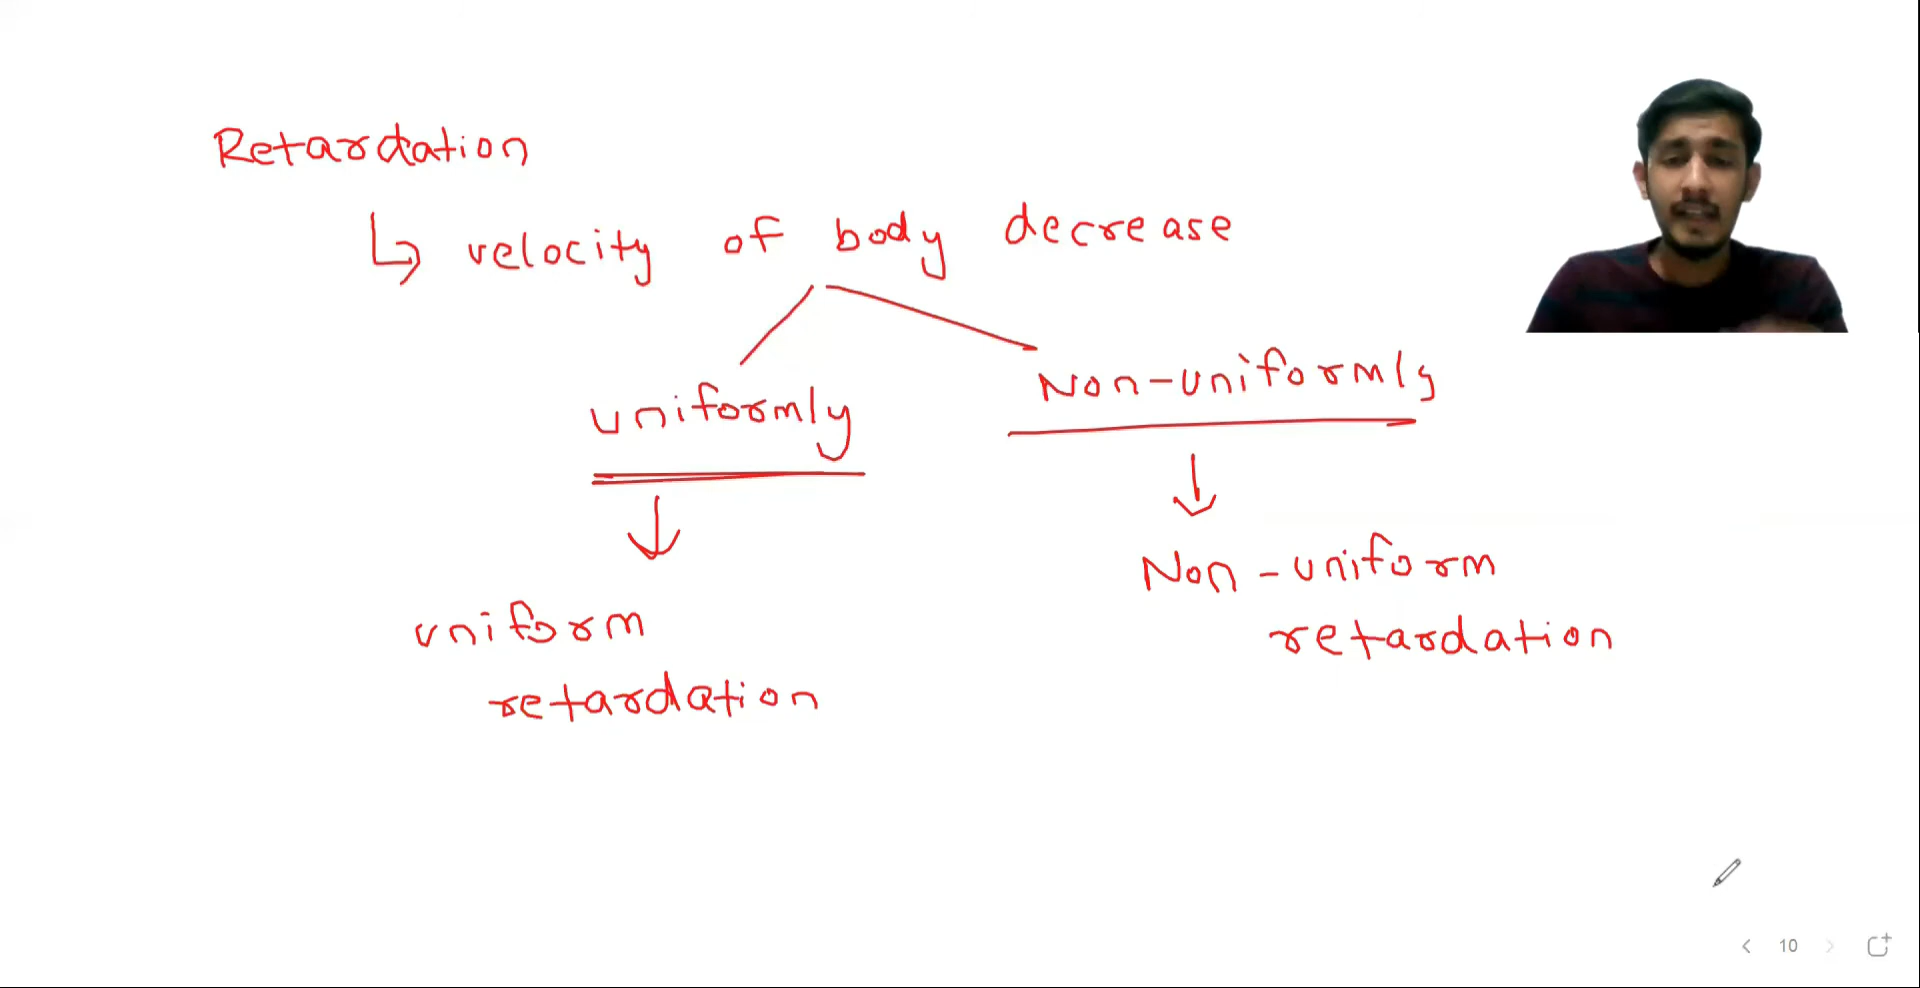 Retardation
↳ velocity of body decrease
uniformly Non-uniformly
↓ ↓
uniform retardation
Non-uniform retardation
< 10 >